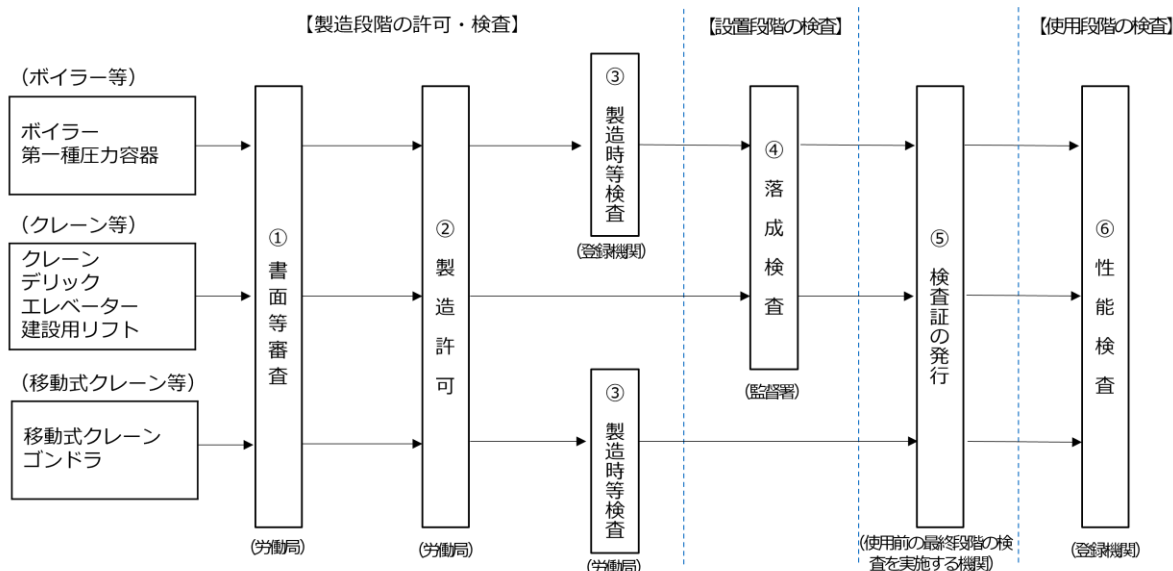 【製造段階の許可・検査】
【設置段階の検査】
【使用段階の検査】
(ボイラー等)
ボイラー
第一種圧力容器
(クレーン等)
クレーン
デリック
エレベーター
建設用リフト
(移動式クレーン等)
移動式クレーン
ゴンドラ
①書面等審査
(労働局)
②製造許可
(労働局)
③製造時等検査
(登録機関)
③製造時等検査
(労働局)
④落成検査
(監督署)
⑤検査証の発行
(使用前の最終段階の検
査を実施する機関)
⑥性能検査
(登録機関)